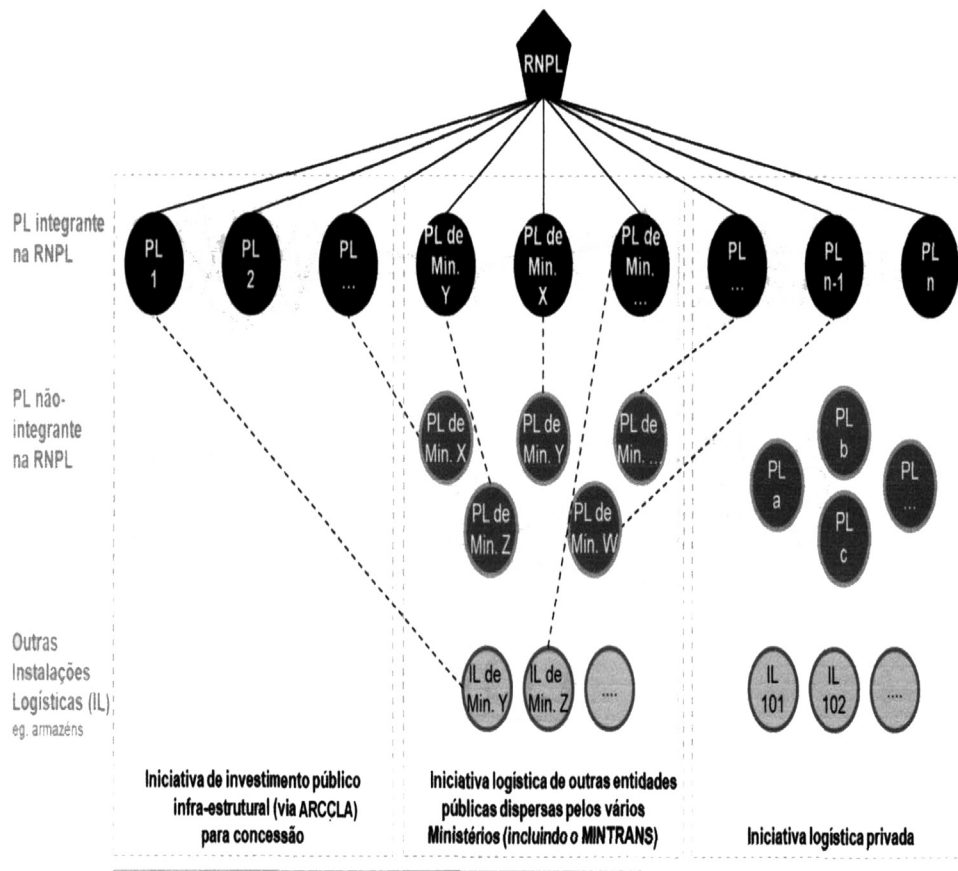 RNPL
PL integrante
na RNPL
PL
1
PL
2
PL
...
PL de
Min.
Y
PL de
Min.
X
PL de
Min.
...
PL
...
PL
n-1
PL
n
PL não-
integrante
na RNPL
PL de
Min. X
PL de
Min. Y
PL de
Min. ...
PL de
Min. Z
PL de
Min. W
PL
a
PL
b
PL
c
PL
...
Outras
Instalações
Logísticas (IL)
eg. armazéns
IL de
Min. Y
IL de
Min. Z
....
IL
101
IL
102
....
Iniciativa de investimento público
infra-estrutural (via ARCCLA)
para concessão
Iniciativa logística de outras entidades
públicas dispersas pelos vários
Ministérios (incluindo o MINTRANS)
Iniciativa logística privada